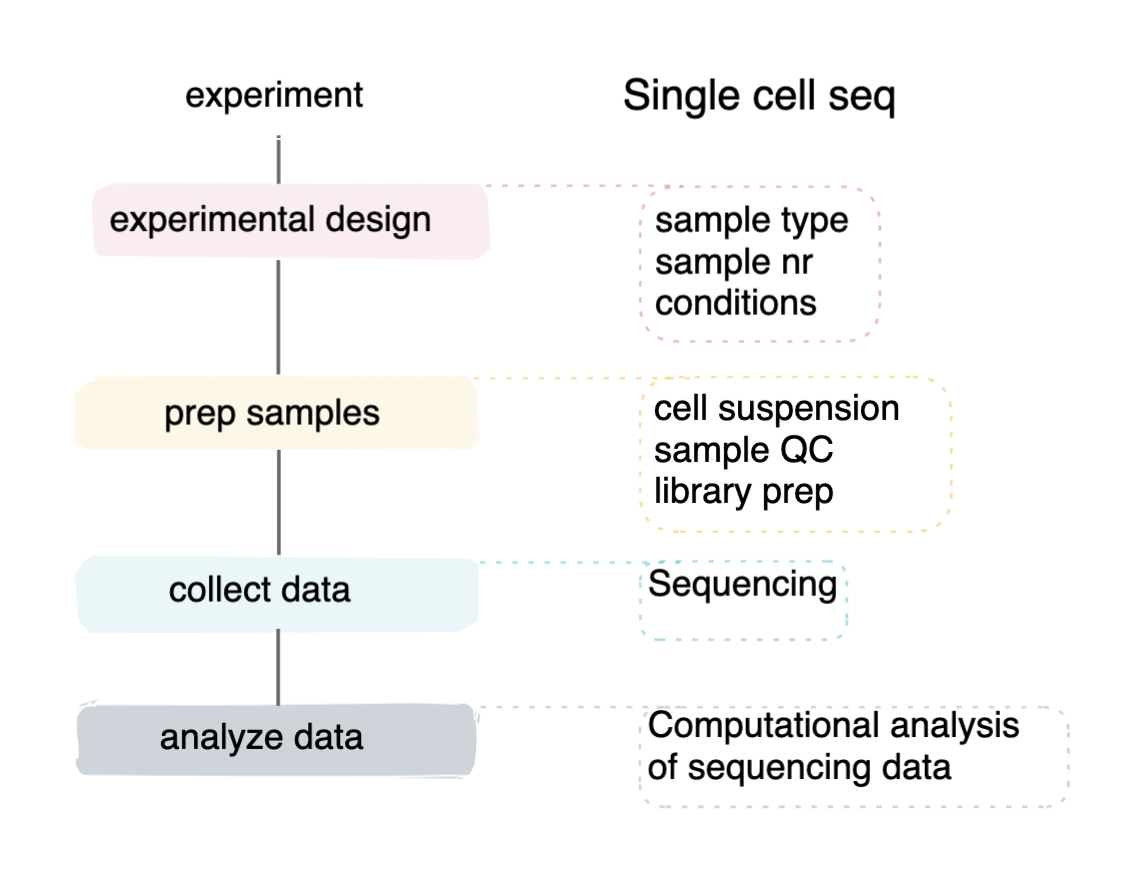 experiment
Single cell seq
experimental design
sample type
sample nr
conditions
prep samples
cell suspension
sample QC
library prep
collect data
Sequencing
analyze data
Computational analysis
of sequencing data